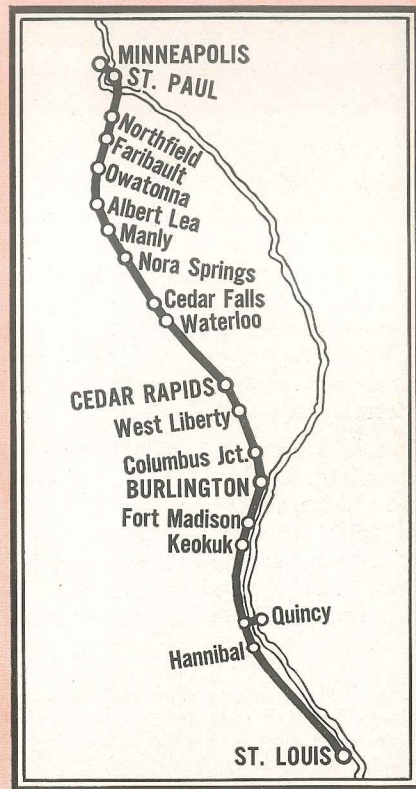 MINNEAPOLIS
ST. PAUL
Northfield
Faribault
Owatonna
Albert Lea
Manly
Nora Springs
Cedar Falls
Waterloo
CEDAR RAPIDS
West Liberty
Columbus Jct.
BURLINGTON
Fort Madison
Keokuk
Quincy
Hannibal
ST. LOUIS